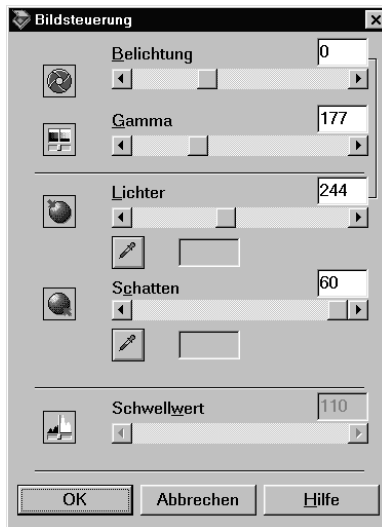 Bildsteuerung
Belichtung 0
Gamma 177
Lichter 244
Schatten 60
Schwellwert 110
OK Abbrechen Hilfe